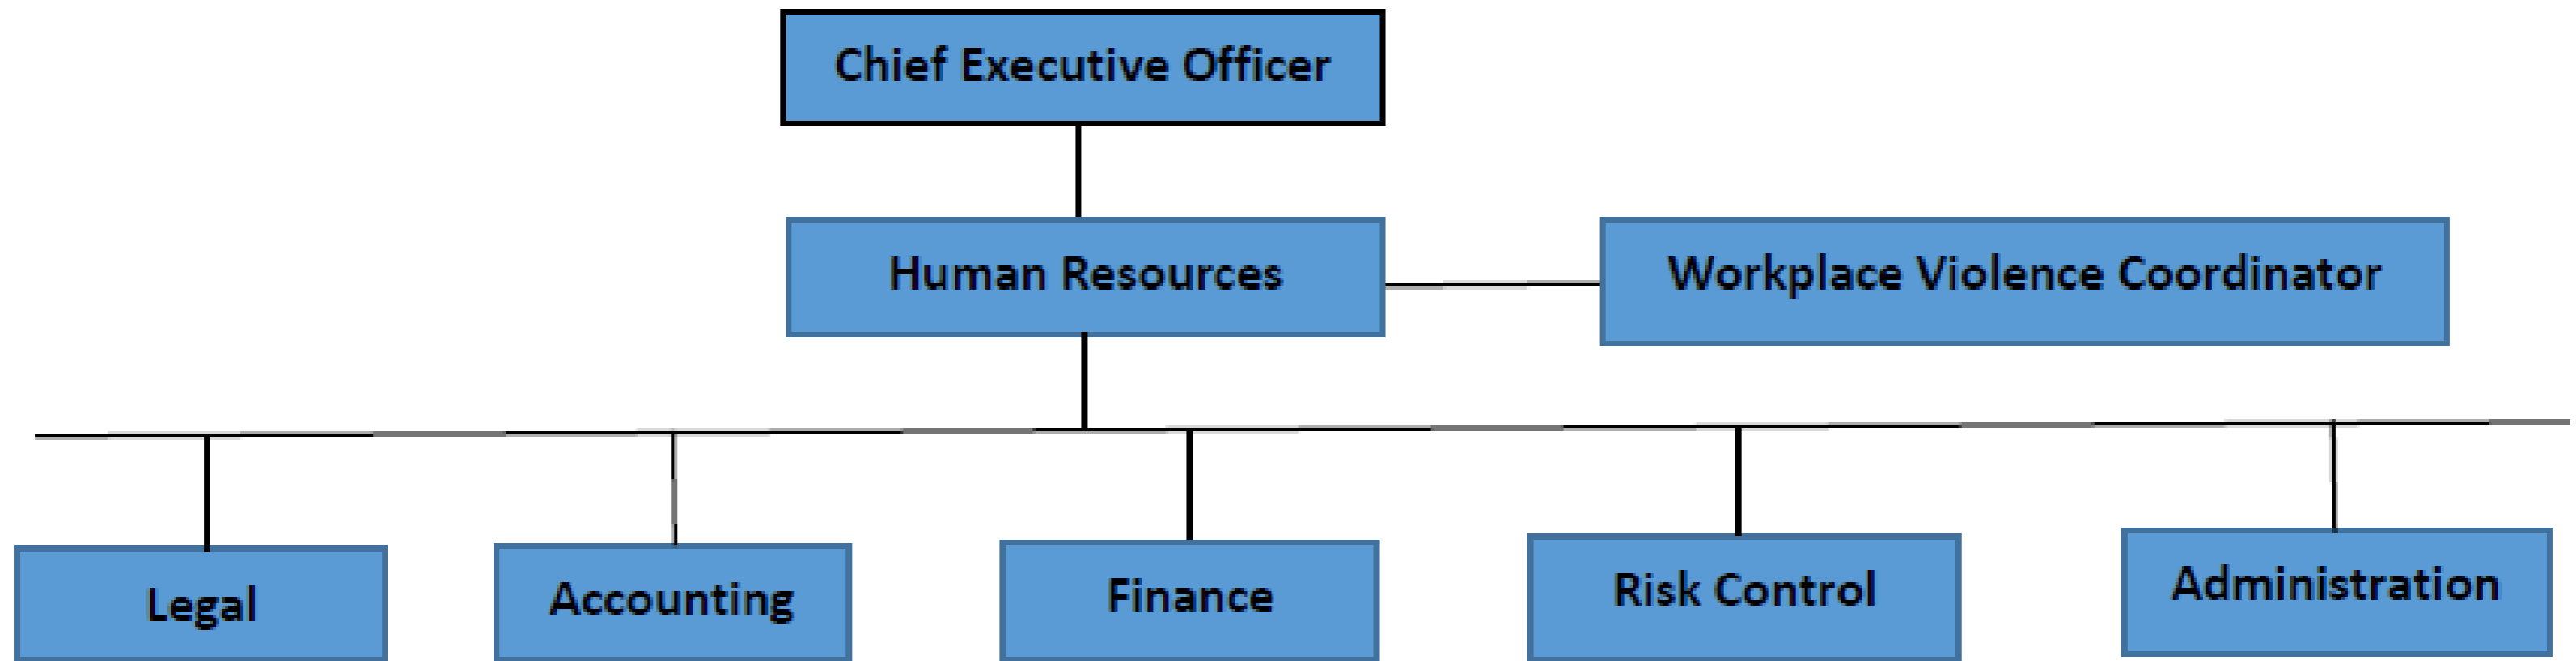 Chief Executive Officer
Human Resources
Workplace Violence Coordinator
Legal
Accounting
Finance
Risk Control
Administration